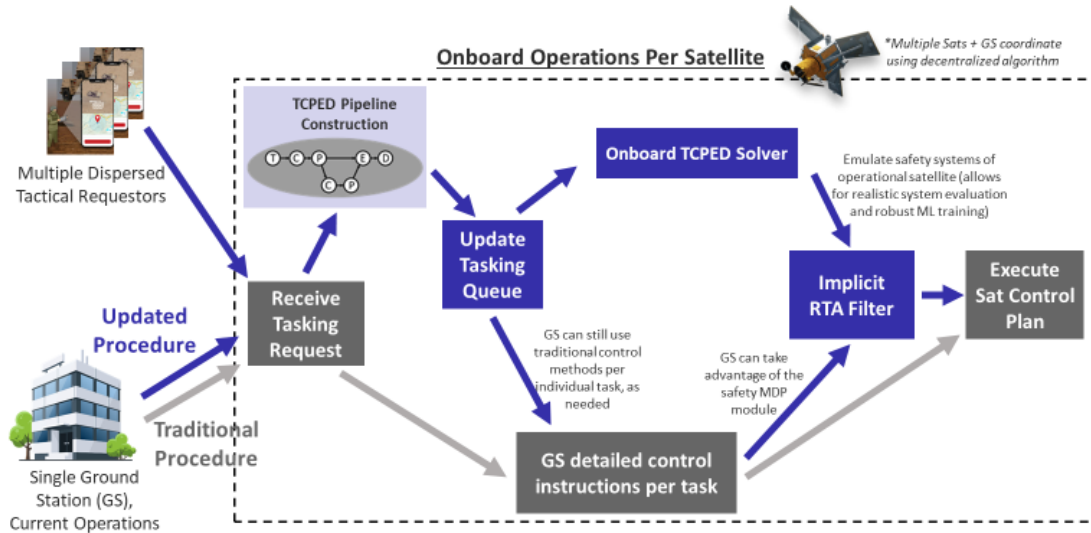 Onboard Operations Per Satellite
*Multiple Sats + GS coordinate
using decentralized algorithm
Multiple Dispersed
Tactical Requestors
TCPED Pipeline
Construction
T C P E D
C P
Onboard TCPED Solver
Emulate safety systems of
operational satellite (allows
for realistic system evaluation
and robust ML training)
Update
Tasking
Queue
Implicit
RTA Filter
Execute
Sat Control
Plan
Receive
Tasking
Request
Updated
Procedure
GS can still use
traditional control
methods per
individual task, as
needed
GS can take
advantage of the
safety MDP
module
Traditional
Procedure
GS detailed control
instructions per task
Single Ground
Station (GS),
Current Operations